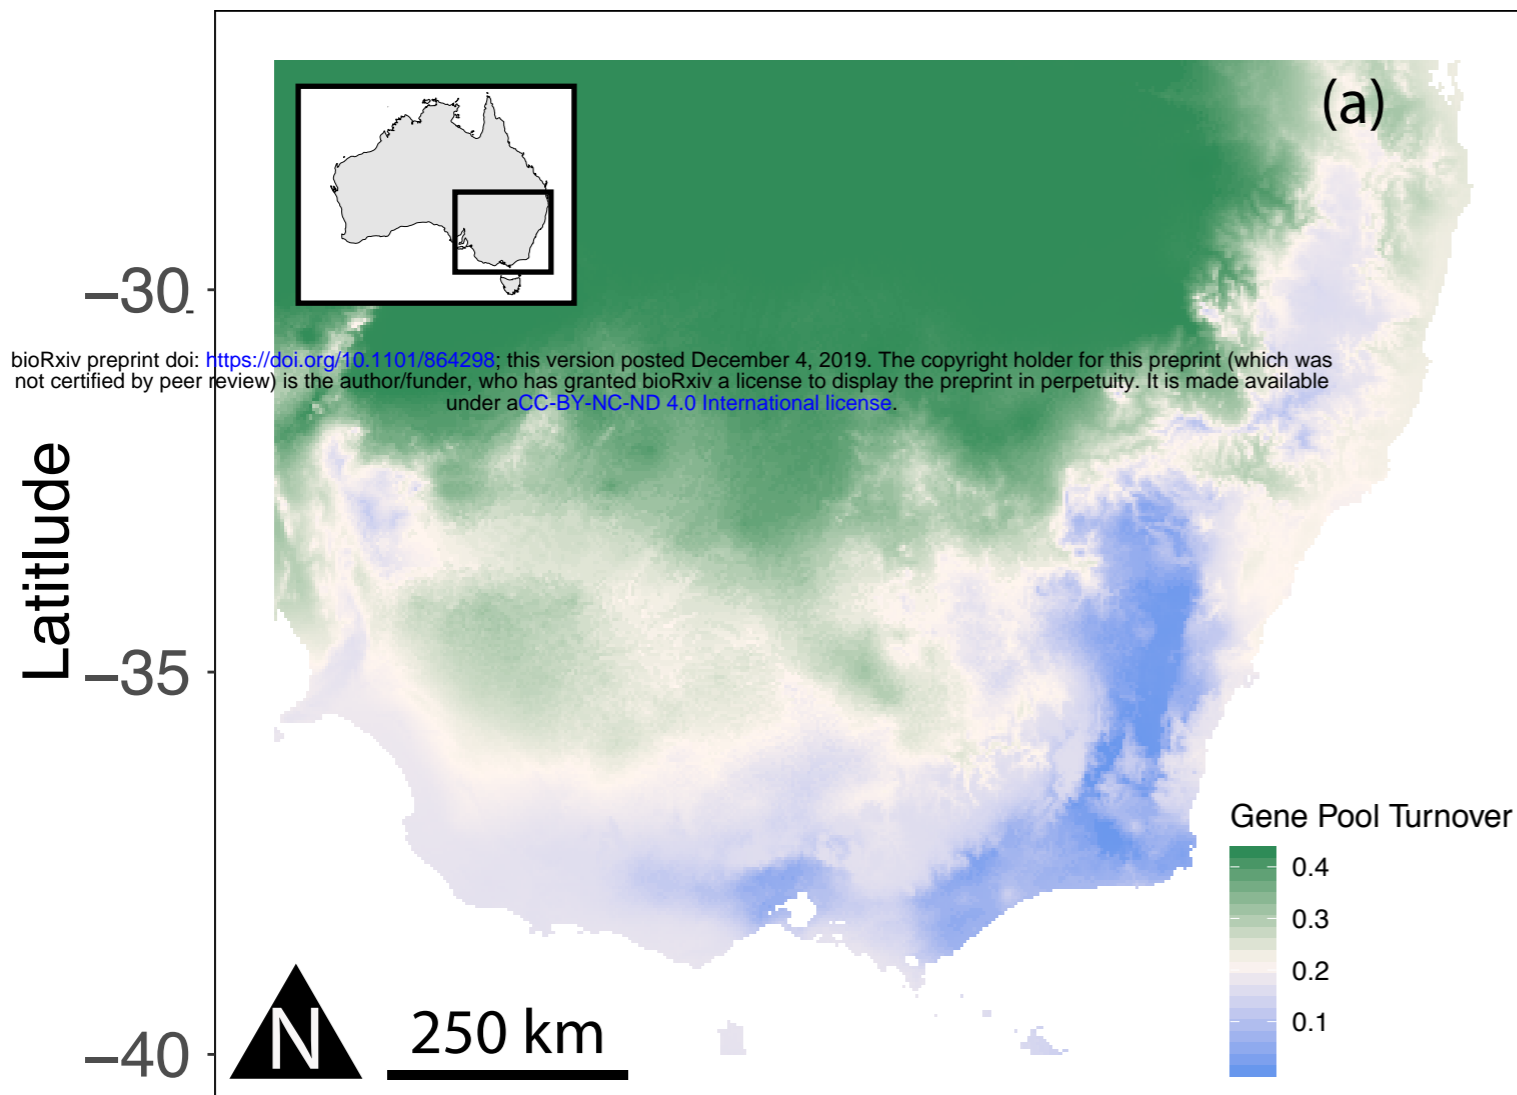 (a)
−30
bioRxiv preprint doi: https://doi.org/10.1101/864298; this version posted December 4, 2019. The copyright holder for this preprint (which was
not certified by peer review) is the author/funder, who has granted bioRxiv a license to display the preprint in perpetuity. It is made available
under aCC-BY-NC-ND 4.0 International license.
Latitlude
−35
Gene Pool Turnover
0.4
0.3
0.2
0.1
N
250 km
−40